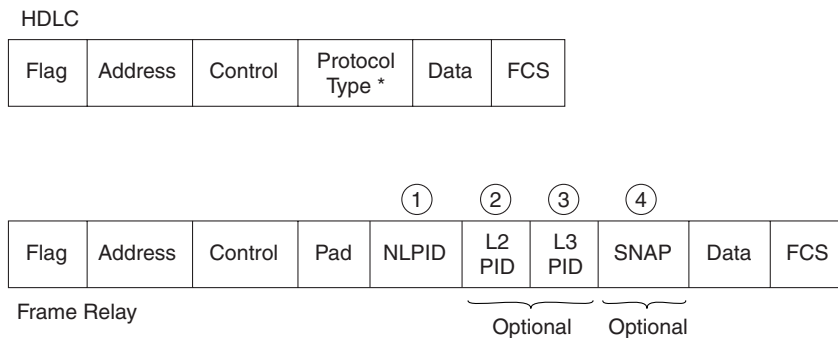 HDLC
Flag Address Control Protocol Type * Data FCS
① ② ③ ④
Flag Address Control Pad NLPID L2 PID L3 PID SNAP Data FCS
Frame Relay
Optional Optional